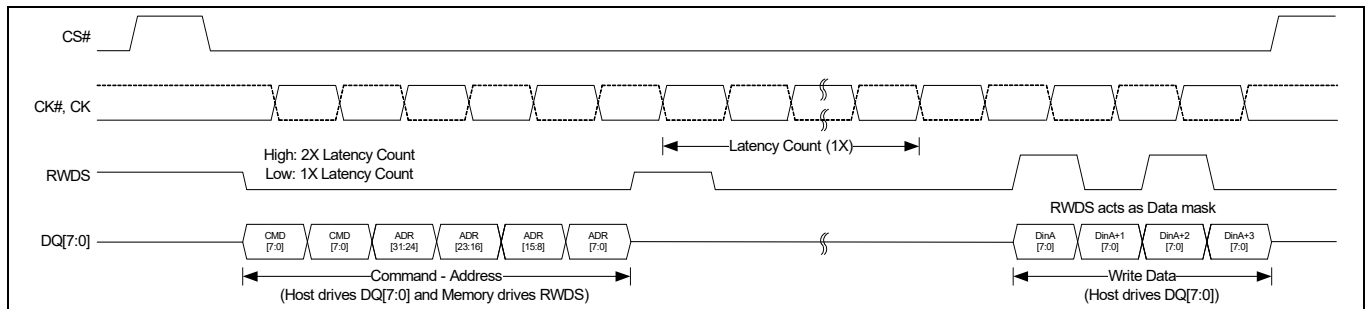 CS#
CK#, CK
Latency Count (1X)
High: 2X Latency Count
Low: 1X Latency Count
RWDS
RWDS acts as Data mask
DQ[7:0]
CMD
[7:0]
CMD
[7:0]
ADR
[31:24]
ADR
[23:16]
ADR
[15:8]
ADR
[7:0]
DinA
[7:0]
DinA+1
[7:0]
DinA+2
[7:0]
DinA+3
[7:0]
Command - Address
(Host drives DQ[7:0] and Memory drives RWDS)
Write Data
(Host drives DQ[7:0])